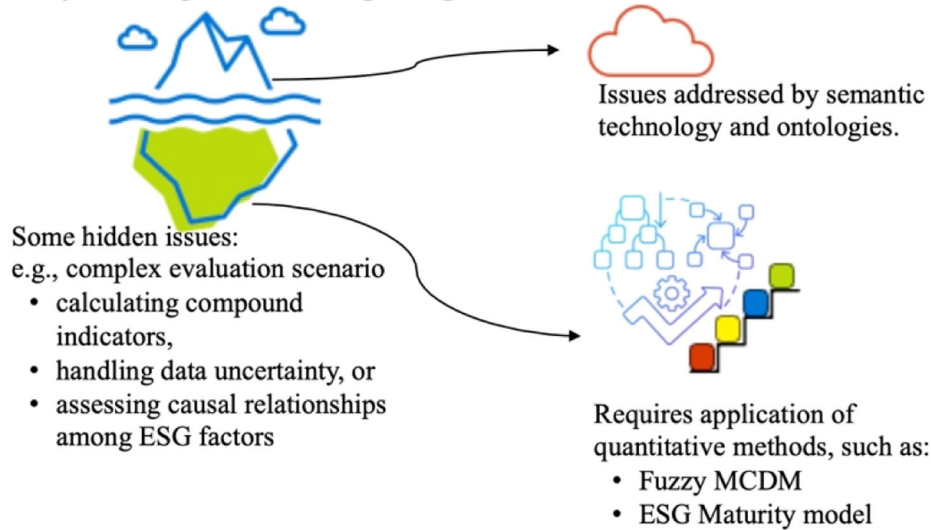 Issues addressed by semantic
technology and ontologies.
Some hidden issues:
e.g., complex evaluation scenario
• calculating compound
indicators,
• handling data uncertainty, or
• assessing causal relationships
among ESG factors
Requires application of
quantitative methods, such as:
• Fuzzy MCDM
• ESG Maturity model